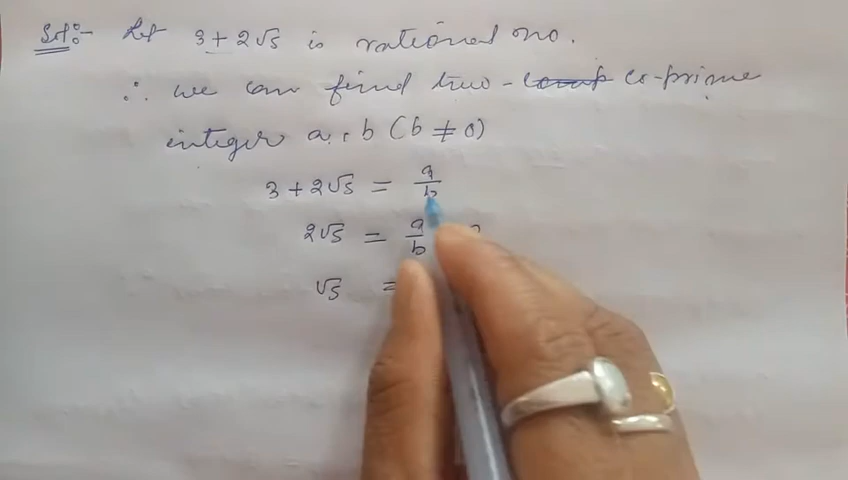 Sol:- Let 3 + 2√5 is rational no.
∴ we can find two co-prime
integer a, b (b ≠ 0)
3 + 2√5 = a/b
2√5 = a/b
√5 =